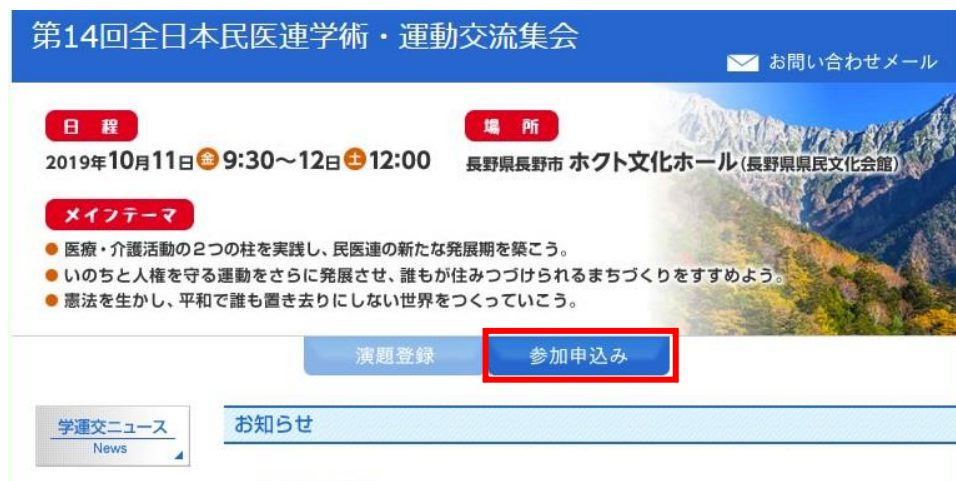 第14回全日本民医連学術・運動交流集会
お問い合わせメール
日 程
2019年10月11日金9:30～12日土12:00
場 所
長野県長野市 ホクト文化ホール(長野県県民文化会館)
メインテーマ
● 医療・介護活動の２つの柱を実践し、民医連の新たな発展期を築こう。
● いのちと人権を守る運動をさらに発展させ、誰もが住みつづけられるまちづくりをすすめよう。
● 憲法を生かし、平和で誰も置き去りにしない世界をつくっていこう。
演題登録
参加申込み
学運交ニュース
News
お知らせ